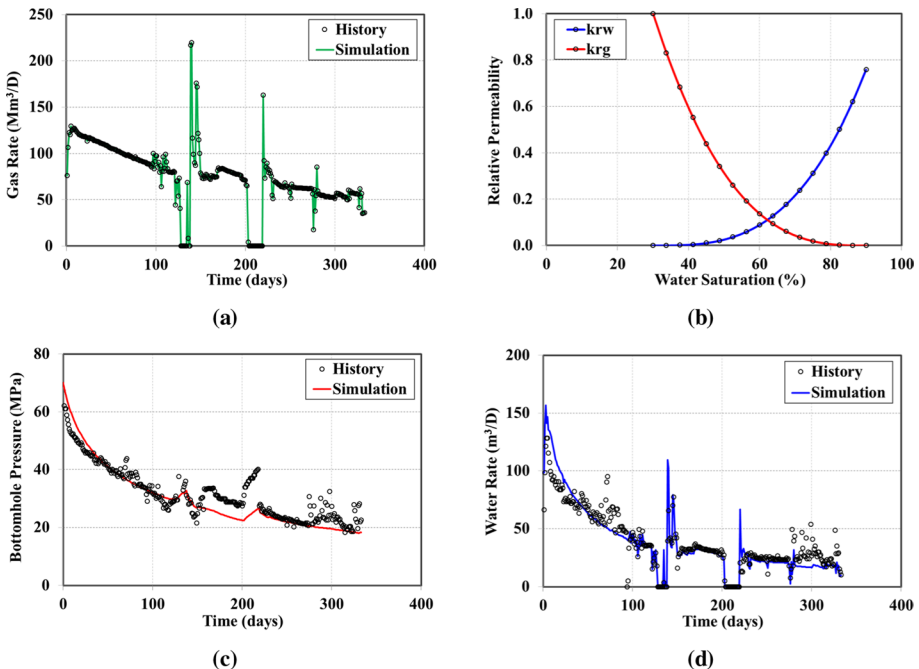 250
200
150
100
50
0
Gas Rate (Mm³/D)
History
Simulation
0 100 200 300 400
Time (days)
(a)
1.0
0.8
0.6
0.4
0.2
0.0
Relative Permeability
krw
krg
0 20 40 60 80 100
Water Saturation (%)
(b)
80
60
40
20
0
Bottomhole Pressure (MPa)
History
Simulation
0 100 200 300 400
Time (days)
(c)
200
150
100
50
0
Water Rate (m³/D)
History
Simulation
0 100 200 300 400
Time (days)
(d)